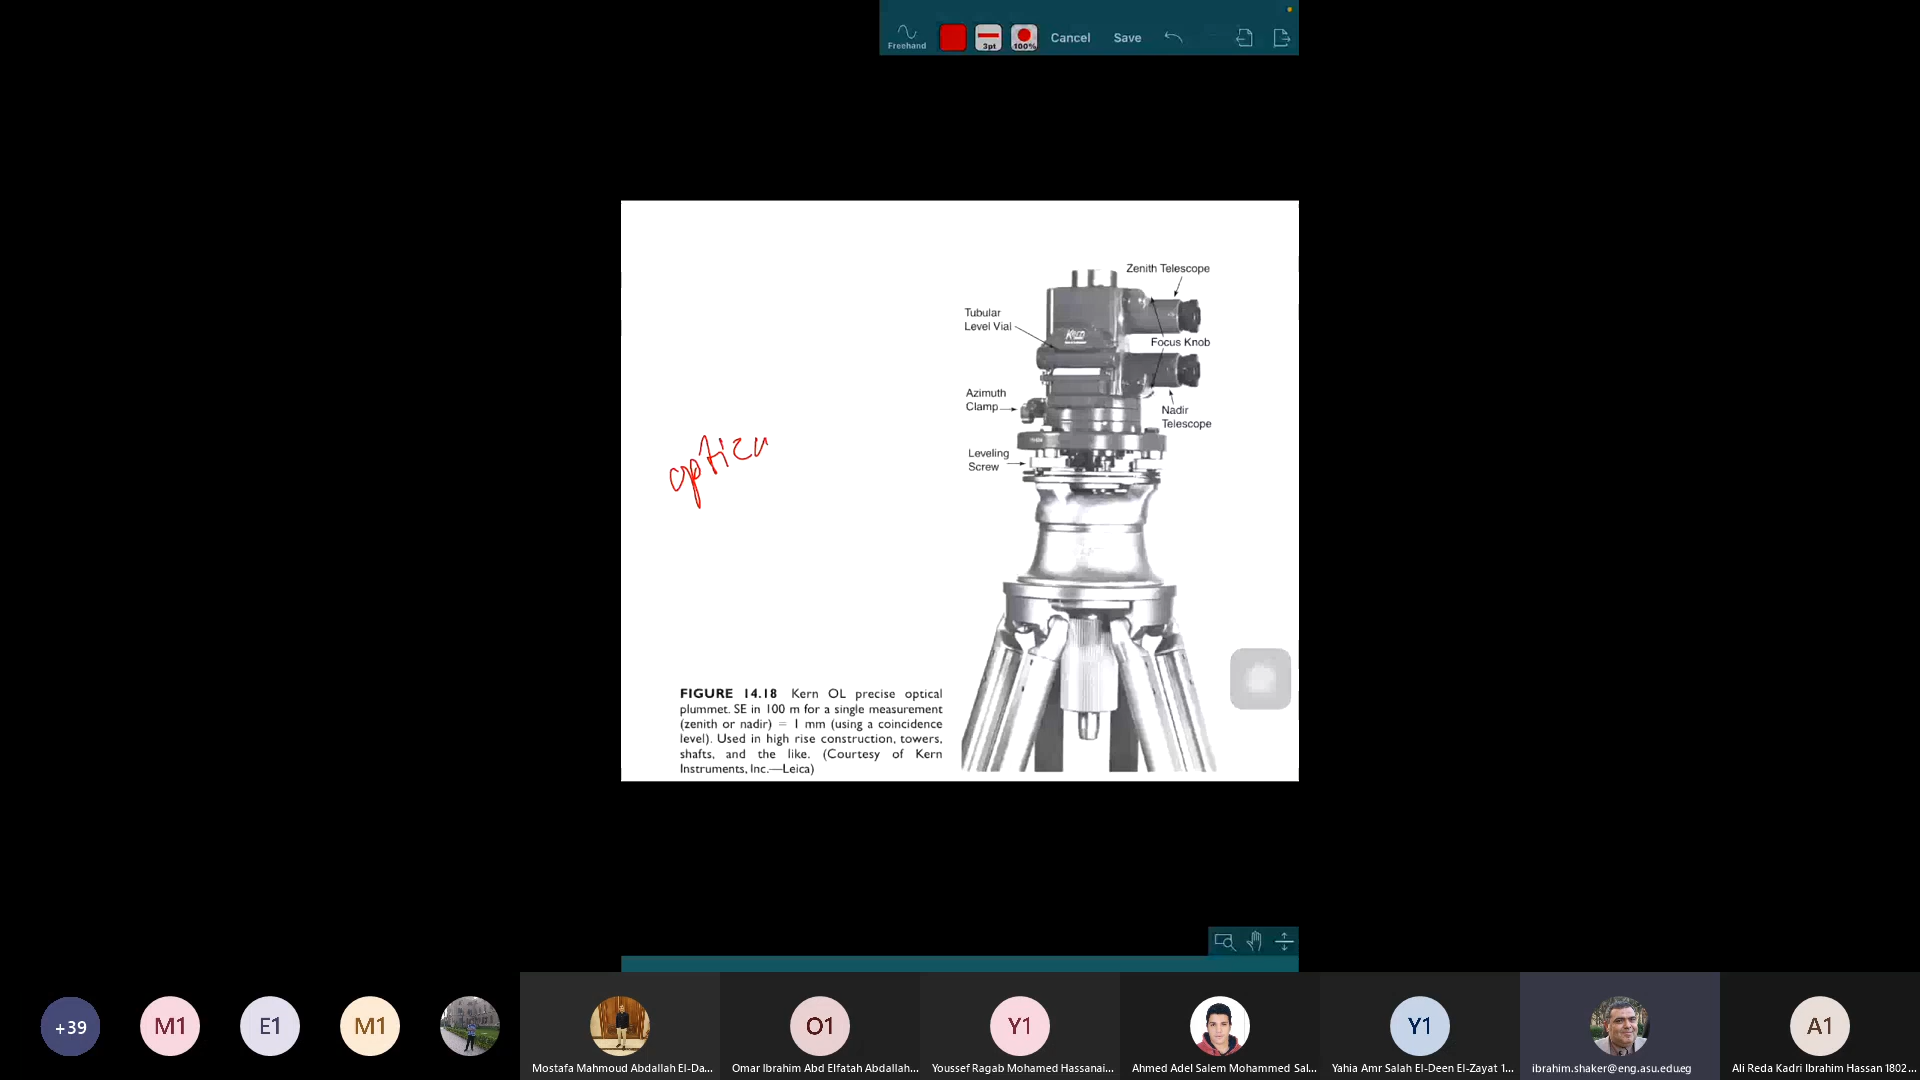 Freehand
3pt
100%
Cancel
Save
Zenith Telescope
Tubular
Level Vial
Kern
Focus Knob
Azimuth
Clamp
Nadir
Telescope
Leveling
Screw
optica
FIGURE 14.18 Kern OL precise optical
plummet. SE in 100 m for a single measurement
(zenith or nadir) = 1 mm (using a coincidence
level). Used in high rise construction, towers,
shafts, and the like. (Courtesy of Kern
Instruments, Inc.—Leica)
+39
M1
E1
M1
O1
Y1
Y1
A1
Mostafa Mahmoud Abdallah El-Da...
Omar Ibrahim Abd Elfatah Abdallah...
Youssef Ragab Mohamed Hassanai...
Ahmed Adel Salem Mohammed Sal...
Yahia Amr Salah El-Deen El-Zayat 1...
ibrahim.shaker@eng.asu.edu.eg
Ali Reda Kadri Ibrahim Hassan 1802...